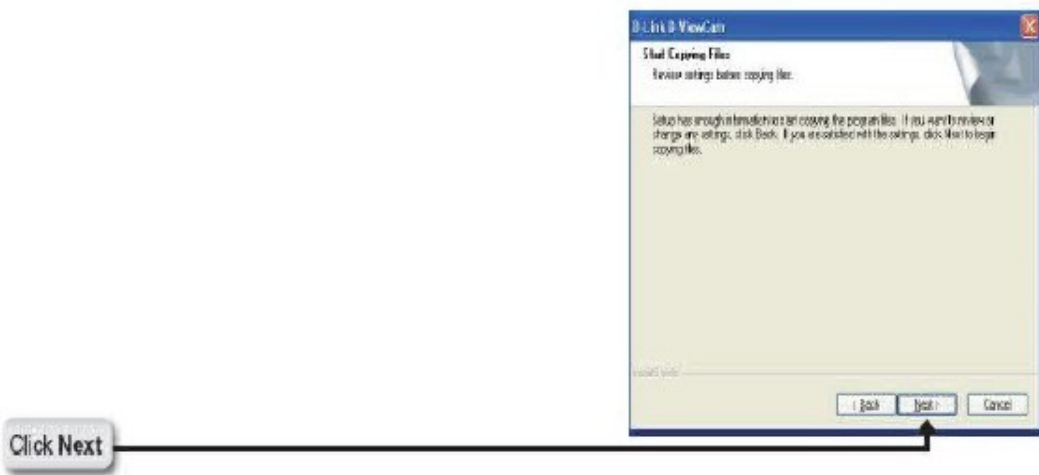 D-Link D-ViewCam
Start Copying Files
Review settings before copying files.
Setup has enough information to start copying the program files. If you want to review or
change any settings, click Back. If you are satisfied with the settings, click Next to begin
copying files.
< Back Next > Cancel
Click Next